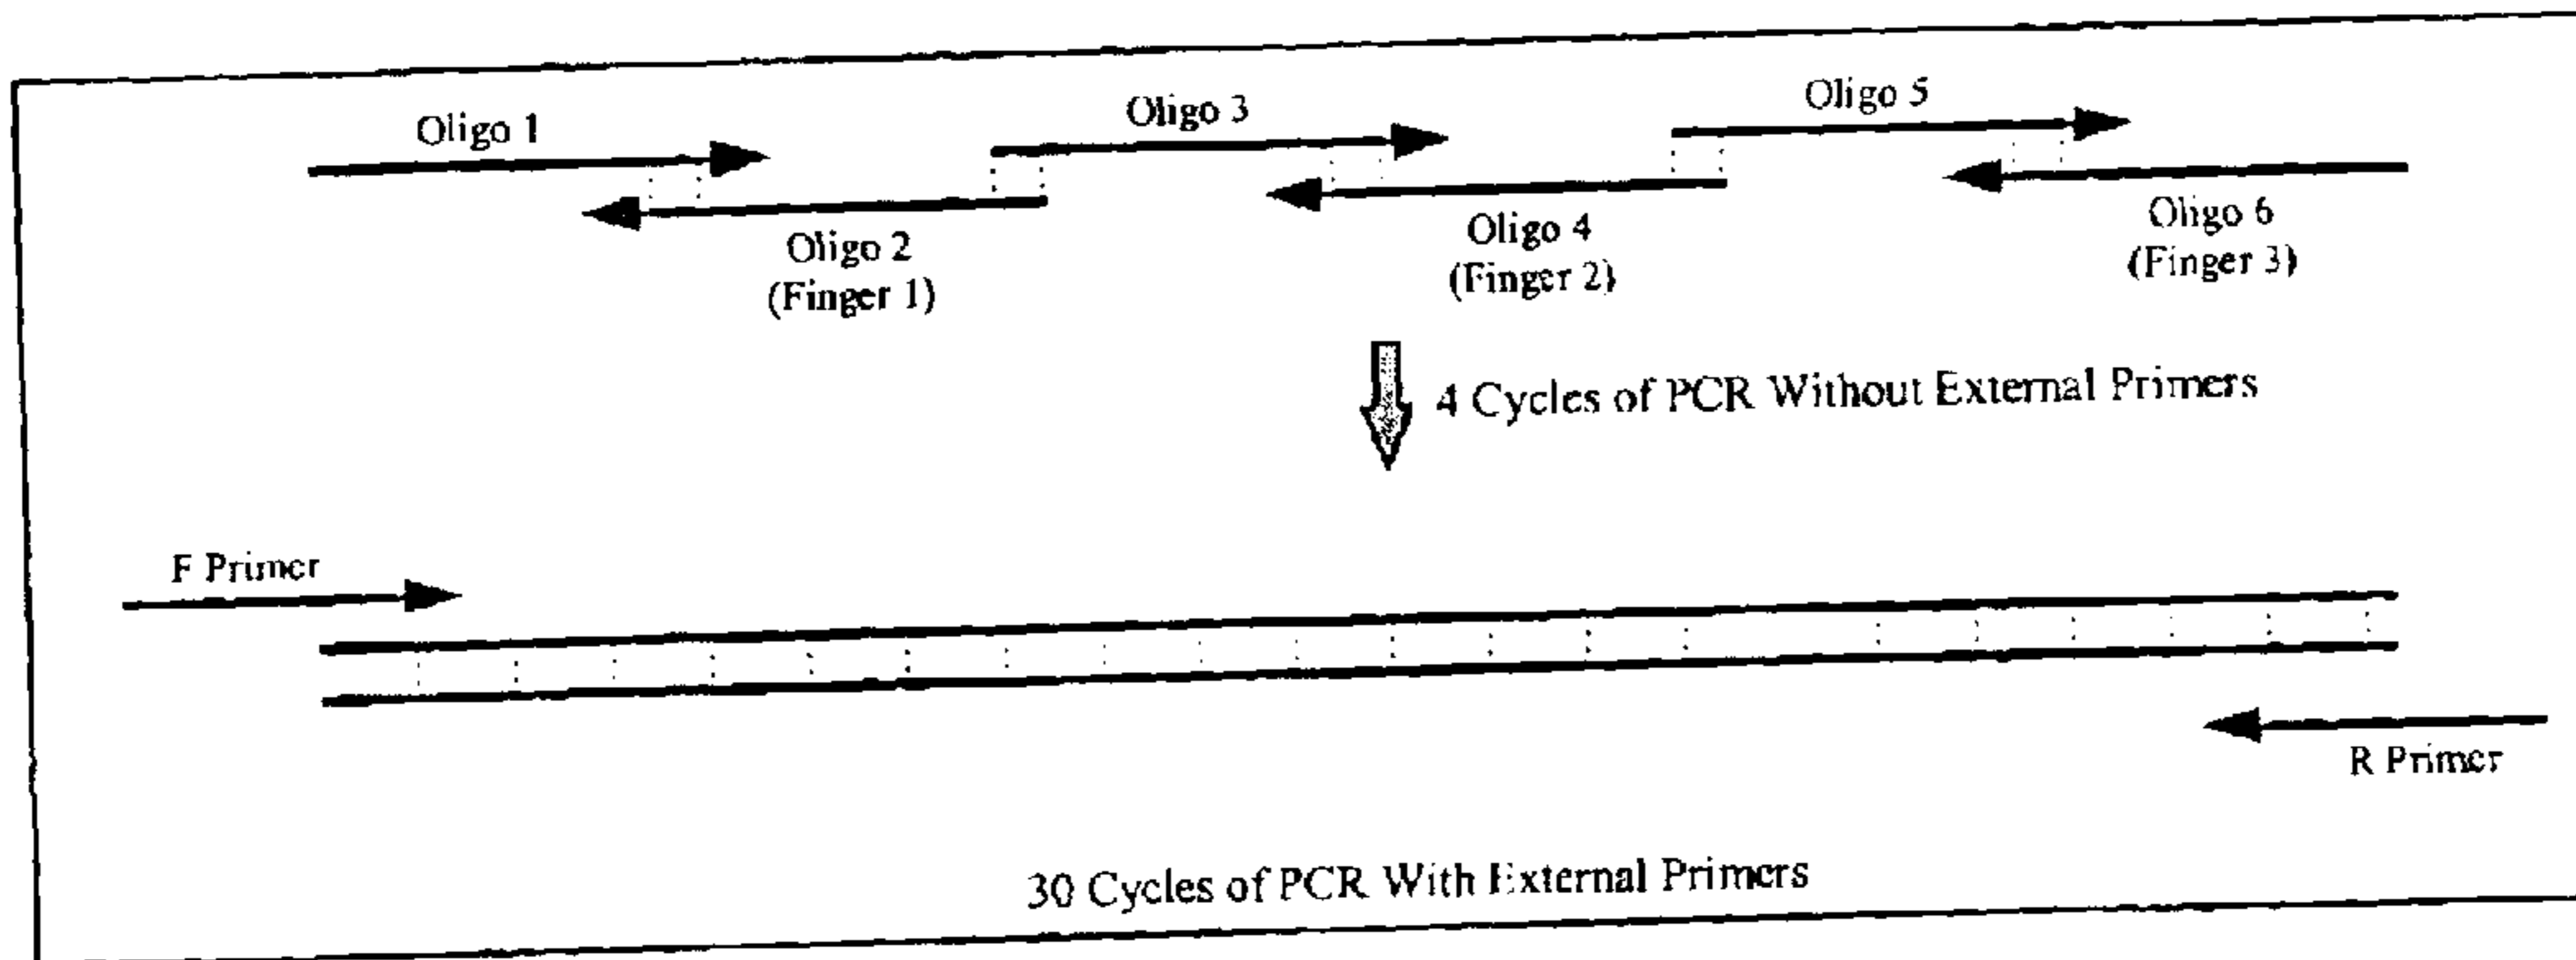 Oligo 1
Oligo 3
Oligo 5
Oligo 2
(Finger 1)
Oligo 4
(Finger 2)
Oligo 6
(Finger 3)
4 Cycles of PCR Without External Primers
F Primer
R Primer
30 Cycles of PCR With External Primers